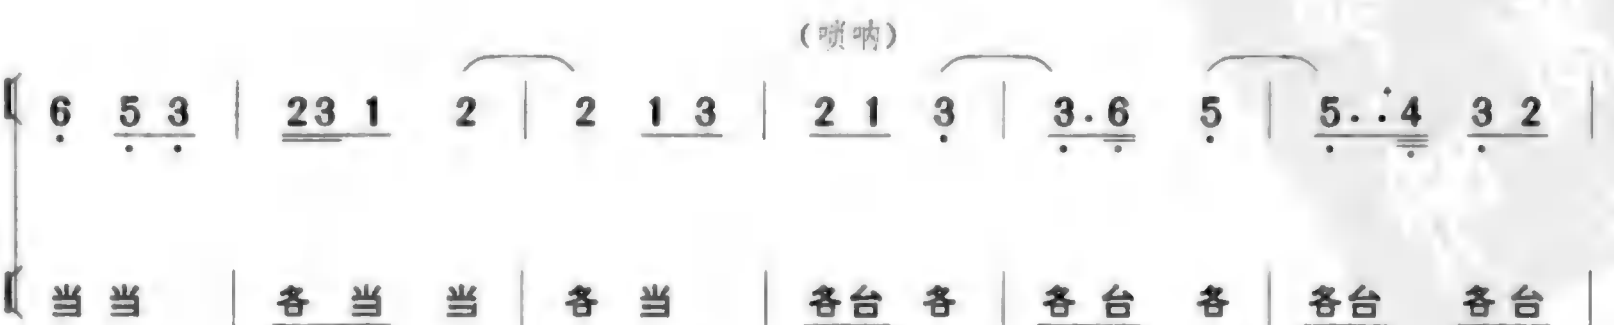 (唢呐)
6 5 3 | 23 1 2 | 2 1 3 | 2 1 3 | 3·6 5 | 5··4 3 2 |
当 当 | 各 当 当 | 各 当 | 各台 各 | 各台 各 | 各台 各台 |